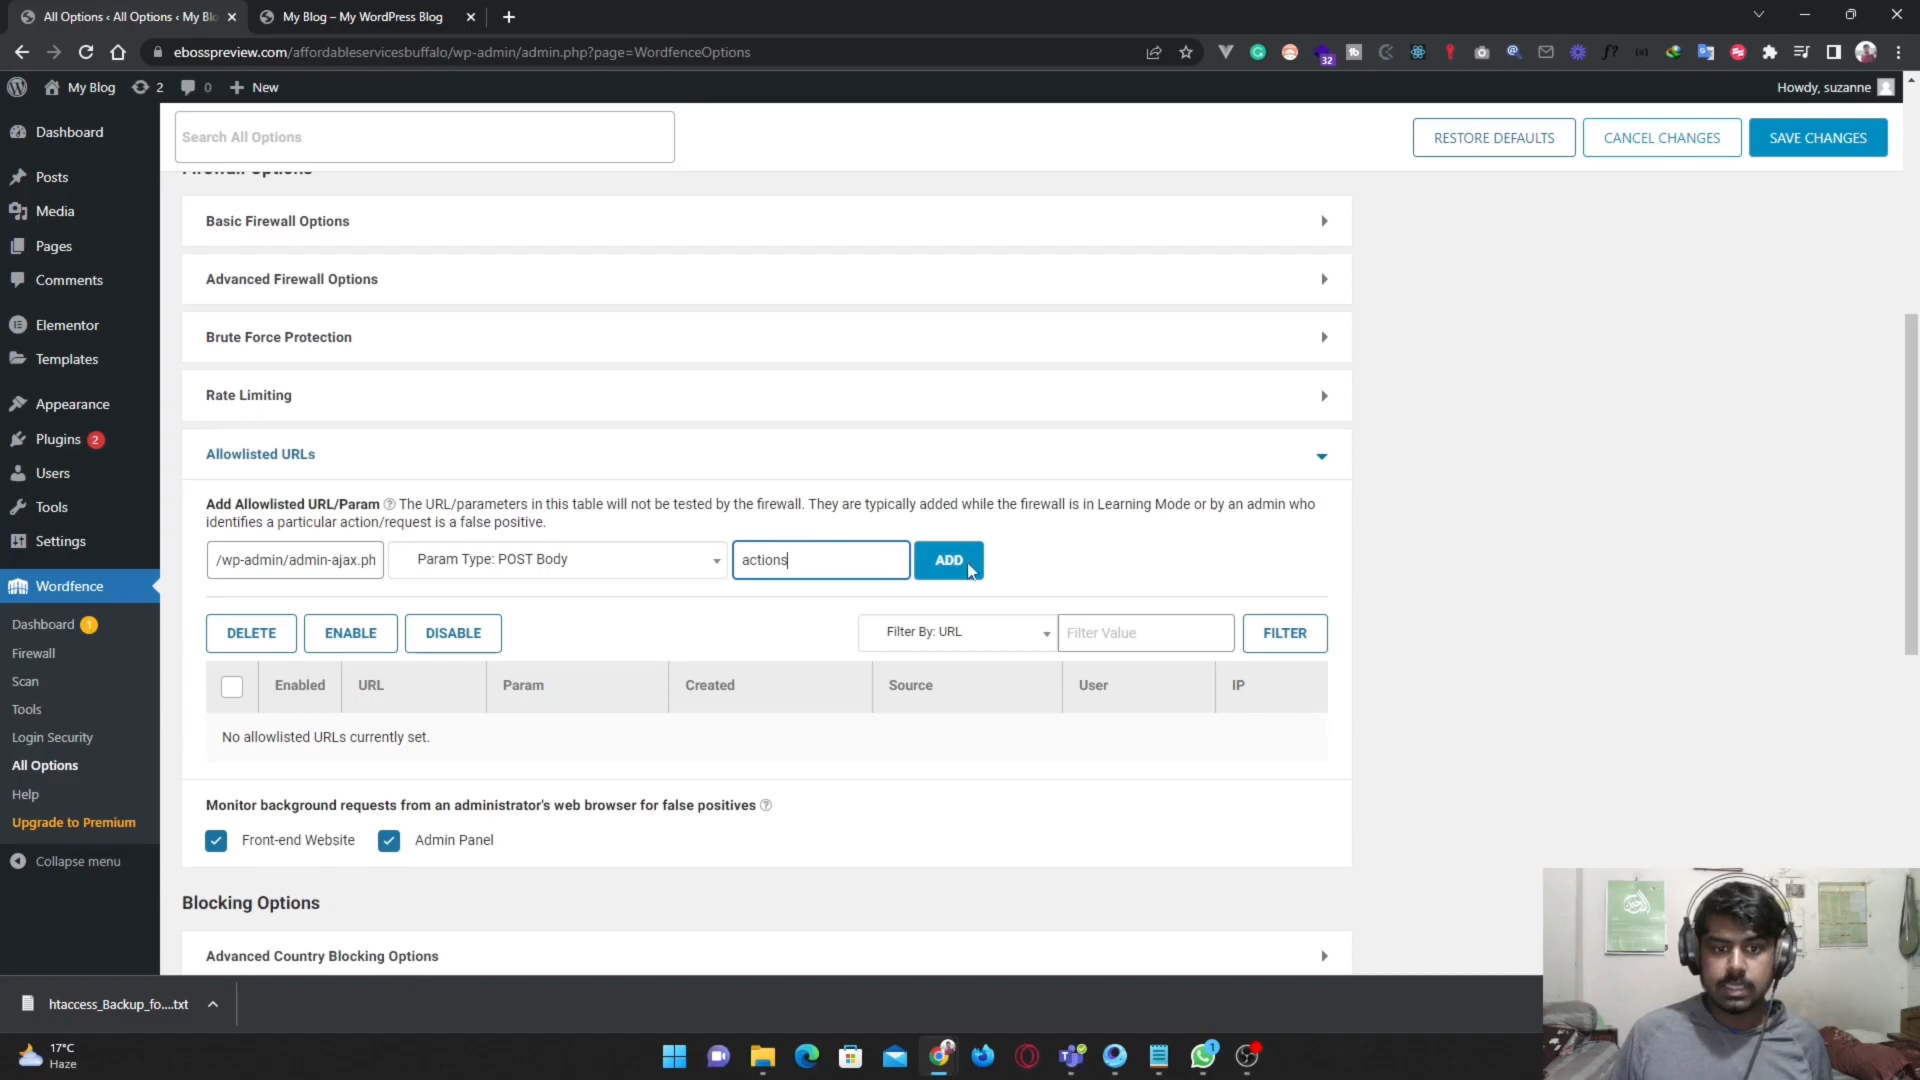 All Options ‹ All Options ‹ My Blo
My Blog – My WordPress Blog
ebosspreview.com/affordableservicesbuffalo/wp-admin/admin.php?page=WordfenceOptions
32
My Blog
2
0
New
Howdy, suzanne
Dashboard
Posts
Media
Pages
Comments
Elementor
Templates
Appearance
Plugins 2
Users
Tools
Settings
Wordfence
Dashboard 1
Firewall
Scan
Tools
Login Security
All Options
Help
Upgrade to Premium
Collapse menu
Search All Options
RESTORE DEFAULTS
CANCEL CHANGES
SAVE CHANGES
Firewall Options
Basic Firewall Options
Advanced Firewall Options
Brute Force Protection
Rate Limiting
Allowlisted URLs
Add Allowlisted URL/Param The URL/parameters in this table will not be tested by the firewall. They are typically added while the firewall is in Learning Mode or by an admin who
identifies a particular action/request is a false positive.
/wp-admin/admin-ajax.ph
Param Type: POST Body
actions
ADD
DELETE
ENABLE
DISABLE
Filter By: URL
Filter Value
FILTER
Enabled URL Param Created Source User IP
No allowlisted URLs currently set.
Monitor background requests from an administrator's web browser for false positives
Front-end Website
Admin Panel
Blocking Options
Advanced Country Blocking Options
htaccess_Backup_fo....txt
17°C
Haze
1